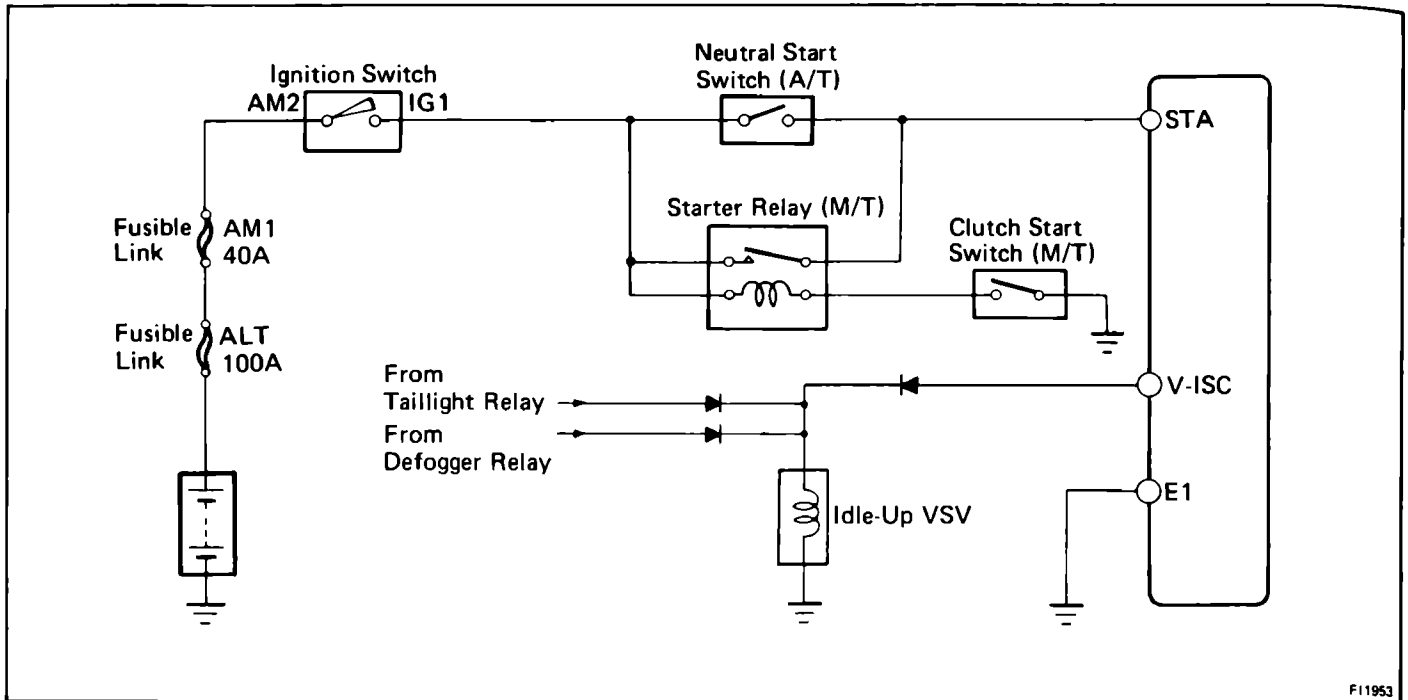 Neutral Start
Switch (A/T)
Ignition Switch
AM2
IG1
STA
Fusible
Link
AM1
40A
Starter Relay (M/T)
Clutch Start
Switch (M/T)
Fusible
Link
ALT
100A
From
Taillight Relay
From
Defogger Relay
V-ISC
E1
Idle-Up VSV
FI1953